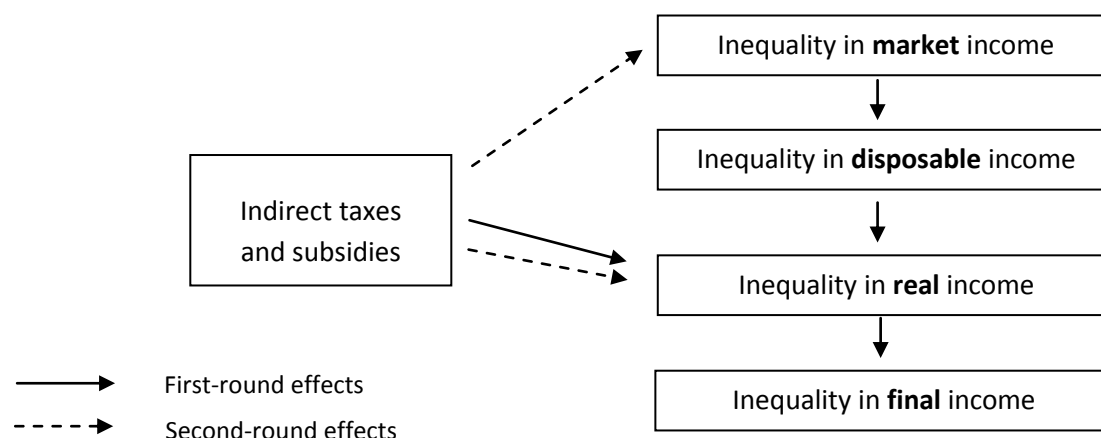 Inequality in market income
Inequality in disposable income
Indirect taxes
and subsidies
Inequality in real income
Inequality in final income
First-round effects
Second-round effects